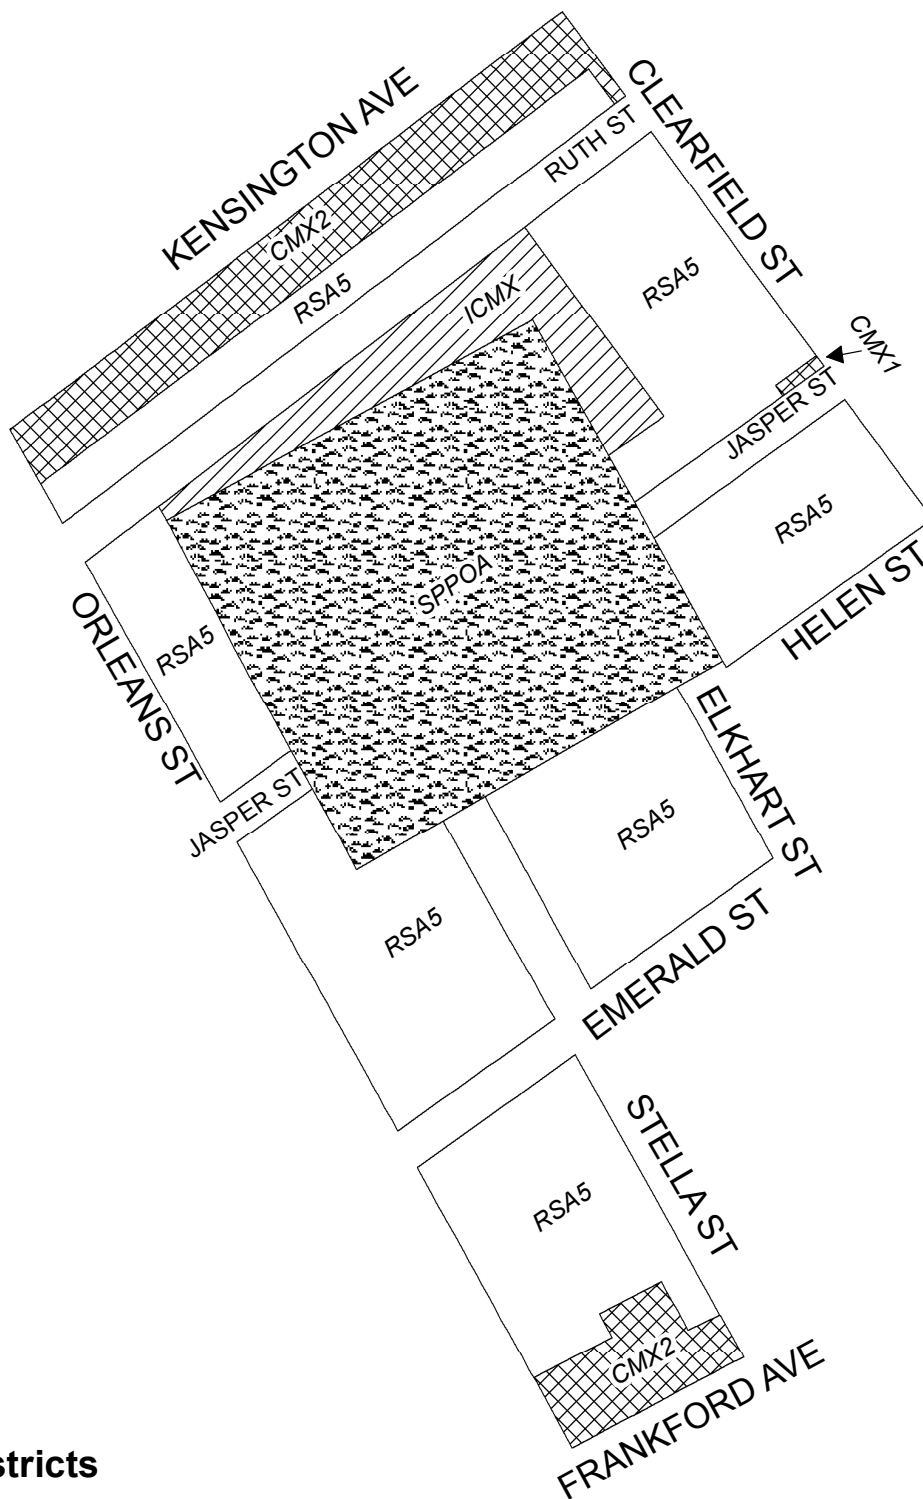 KENSINGTON AVE
CLEARFIELD ST
RUTH ST
CMX2
RSA5
ICMX
RSA5
CMX1
JASPER ST
RSA5
SPPOA
HELEN ST
ORLEANS ST
RSA5
JASPER ST
ELKHART ST
RSA5
RSA5
EMERALD ST
STELLA ST
RSA5
CMX2
FRANKFORD AVE
stricts